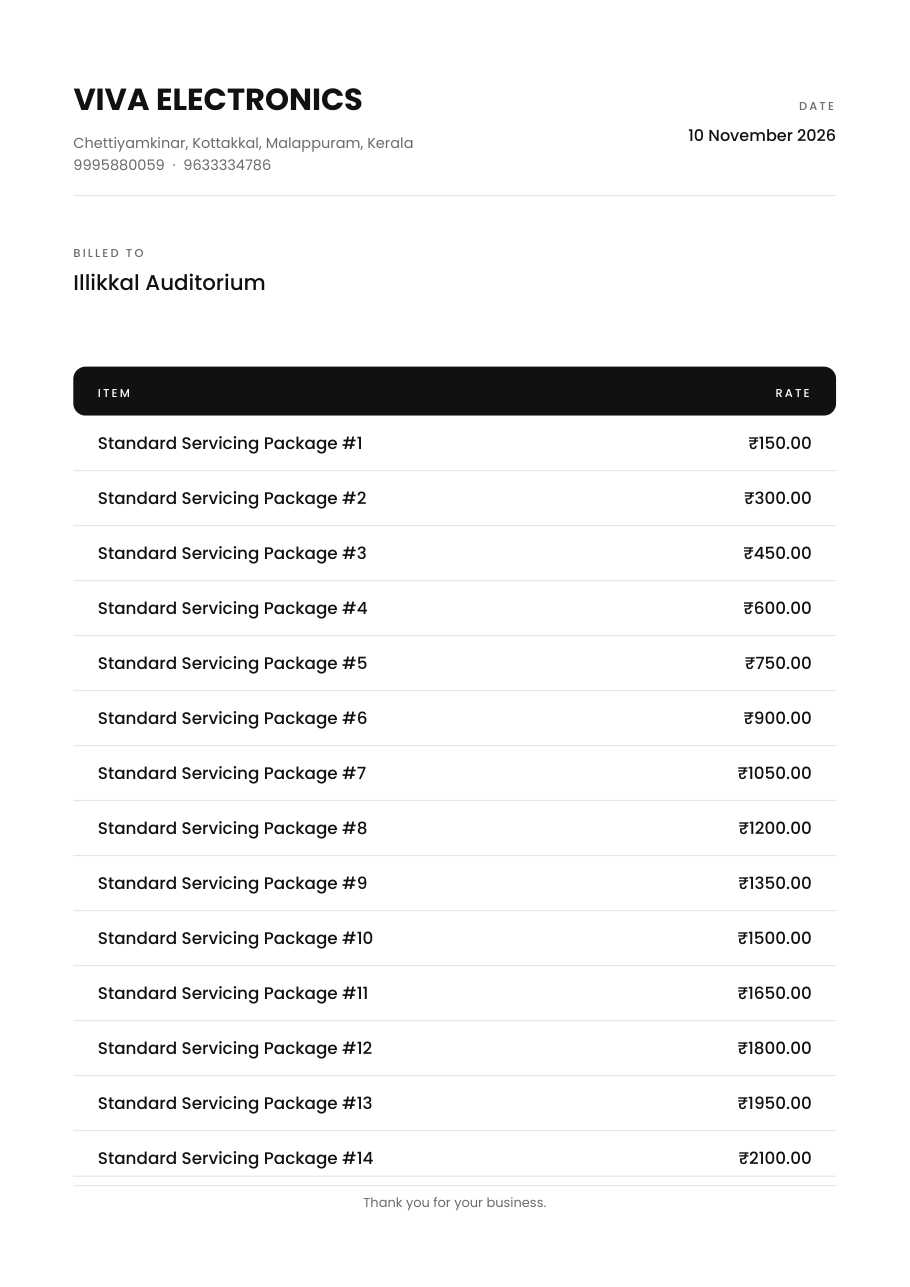 VIVA ELECTRONICS
Chettiyamkinar, Kottakkal, Malappuram, Kerala
9995880059 · 9633334786
DATE
10 November 2026
BILLED TO
Illikkal Auditorium
ITEM RATE
Standard Servicing Package #1 ₹150.00
Standard Servicing Package #2 ₹300.00
Standard Servicing Package #3 ₹450.00
Standard Servicing Package #4 ₹600.00
Standard Servicing Package #5 ₹750.00
Standard Servicing Package #6 ₹900.00
Standard Servicing Package #7 ₹1050.00
Standard Servicing Package #8 ₹1200.00
Standard Servicing Package #9 ₹1350.00
Standard Servicing Package #10 ₹1500.00
Standard Servicing Package #11 ₹1650.00
Standard Servicing Package #12 ₹1800.00
Standard Servicing Package #13 ₹1950.00
Standard Servicing Package #14 ₹2100.00
Thank you for your business.